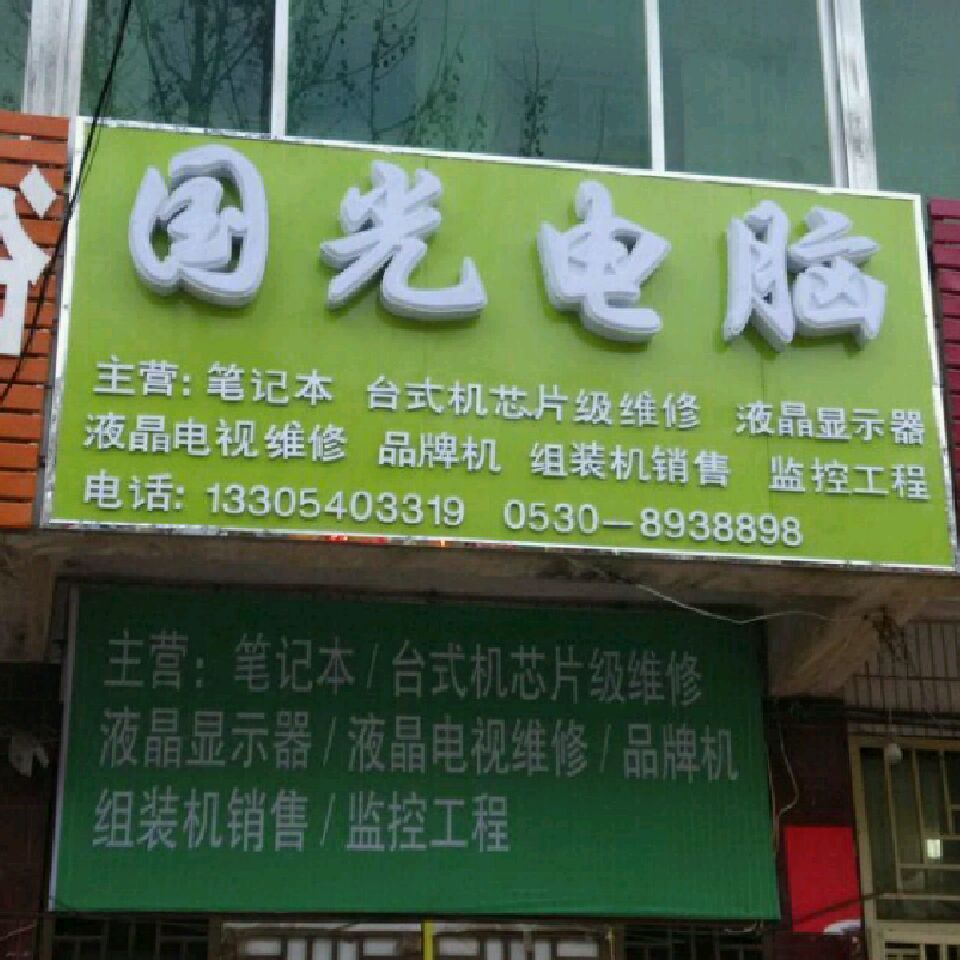 国光电脑
主营: 笔记本 台式机芯片级维修 液晶显示器
液晶电视维修 品牌机 组装机销售 监控工程
电话: 13305403319 0530-8938898
主营: 笔记本/台式机芯片级维修
液晶显示器/液晶电视维修/品牌机
组装机销售/监控工程